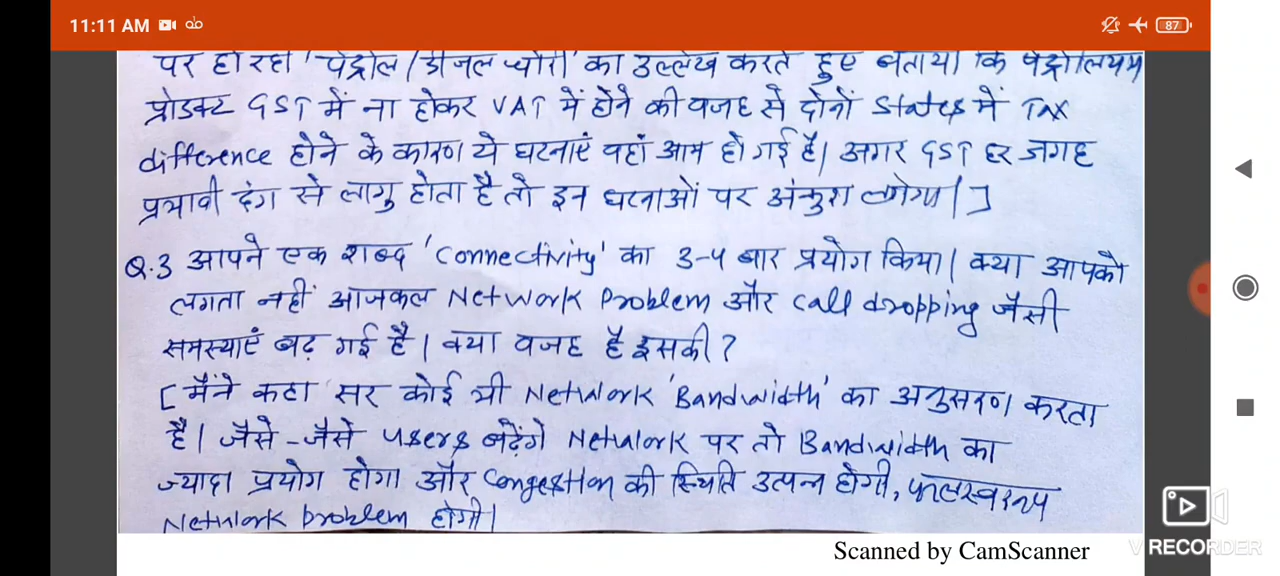 11:11 AM 87
पर हो रही 'पेट्रोल/डीजल चोरी' का उल्लेख करते हुए बताया कि पेट्रोलियम
प्रोडक्ट GST में ना होकर VAT में होने की वजह से दोनों States में TAX
difference होने के कारण ये घटनाएं वहां आम हो गई है। अगर GST हर जगह
प्रभावी ढंग से लागु होता है तो इन घटनाओं पर अंकुश लगेगा।]
Q.3 आपने एक शब्द 'Connectivity' का 3-4 बार प्रयोग किया। क्या आपको
लगता नहीं आजकल Network Problem और call dropping जैसी
समस्याएं बढ़ गई है। क्या वजह है इसकी?
[मैंने कहा सर कोई भी Network 'Bandwidth' का अनुसरण करता
है। जैसे-जैसे users बढ़ेंगे Network पर तो Bandwidth का
ज्यादा प्रयोग होगा और Congestion की स्थिति उत्पन्न होगी, फलस्वरूप
Network problem होगी।
Scanned by CamScanner
V RECORDER